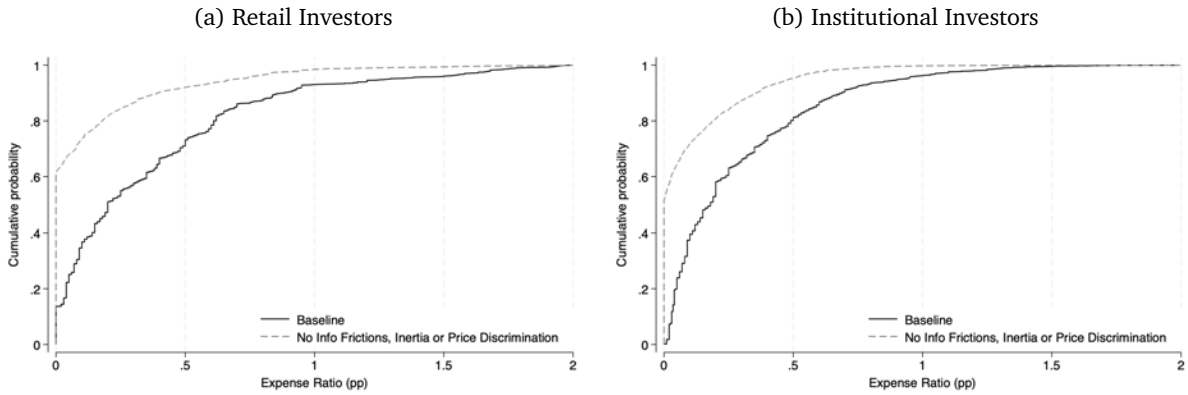 (a) Retail Investors
1
.8
.6
.4
.2
0
Cumulative probability
0 .5 1 1.5 2
Expense Ratio (pp)
Baseline
No Info Frictions, Inertia or Price Discrimination
(b) Institutional Investors
1
.8
.6
.4
.2
0
Cumulative probability
0 .5 1 1.5 2
Expense Ratio (pp)
Baseline
No Info Frictions, Inertia or Price Discrimination